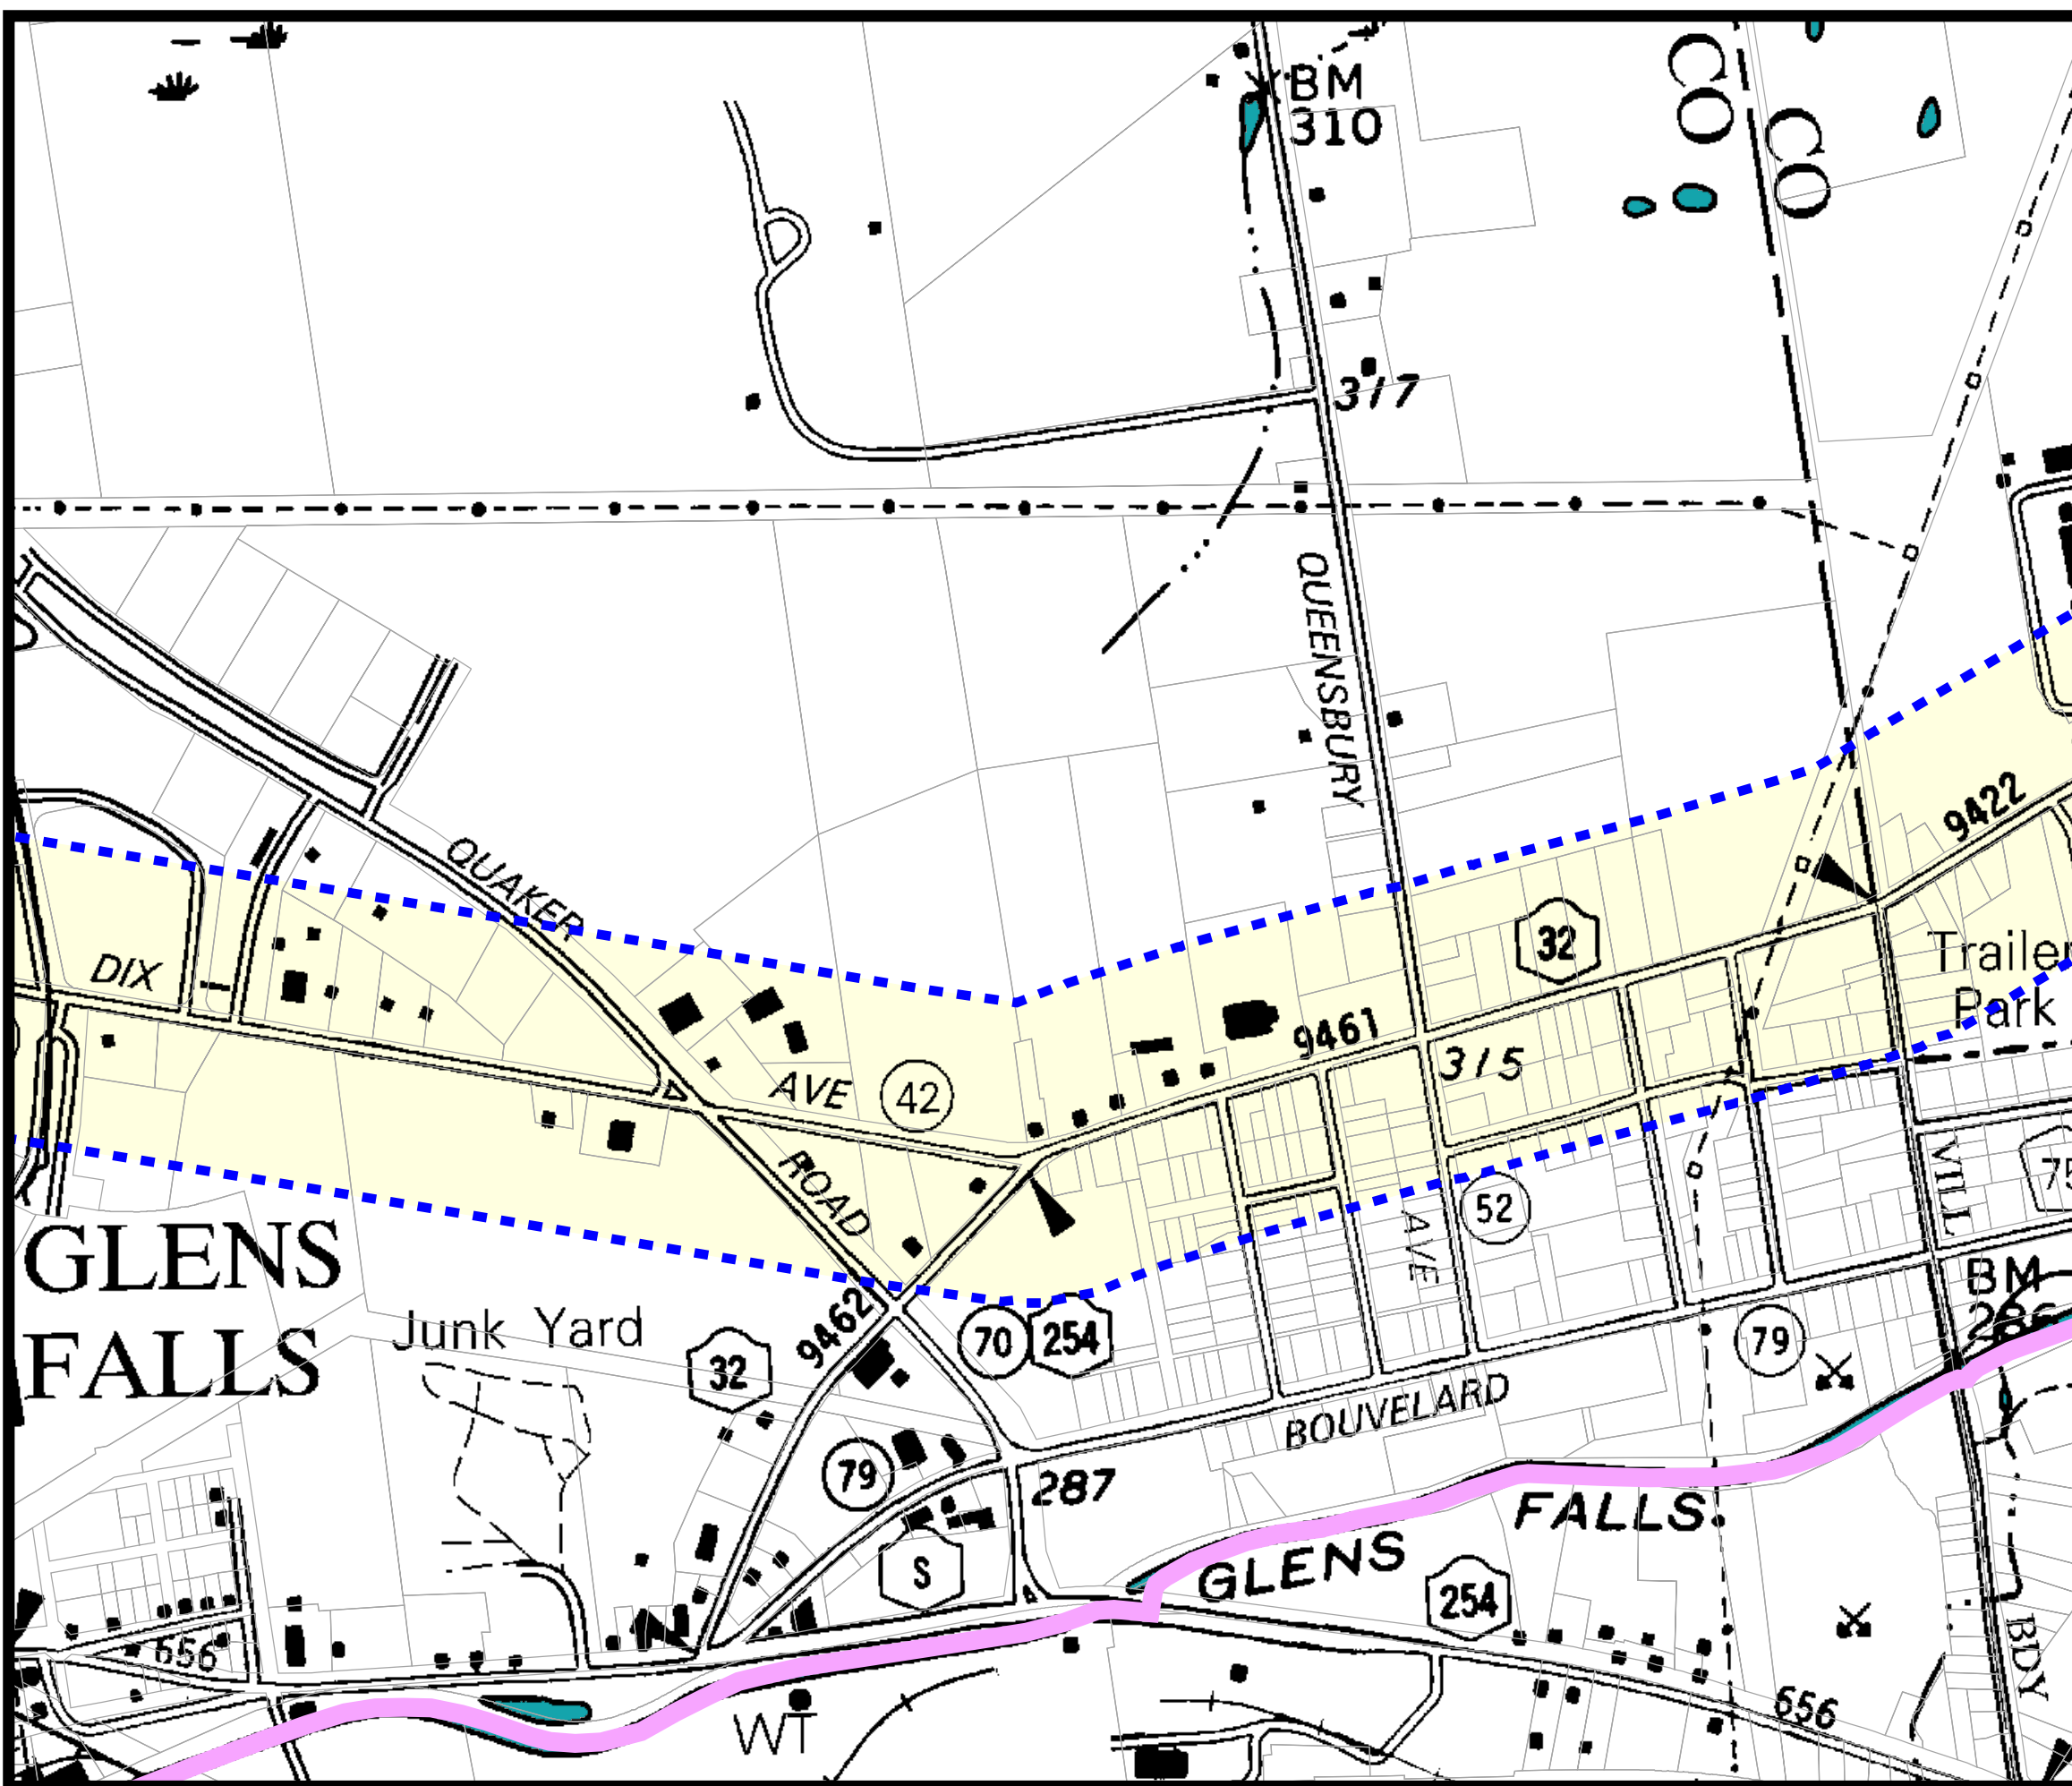 CO
CO
BM
310
317
QUEENSBURY
9422
QUAKER
32
DIX
Trailer
Park
9461
315
AVE
42
ROAD
52
AVE
VILL
75
GLENS
FALLS
BM
286
Junk Yard
9462
70
254
79
32
BOUVELARD
79
287
FALLS
S
GLENS
254
656
BDY
656
WT